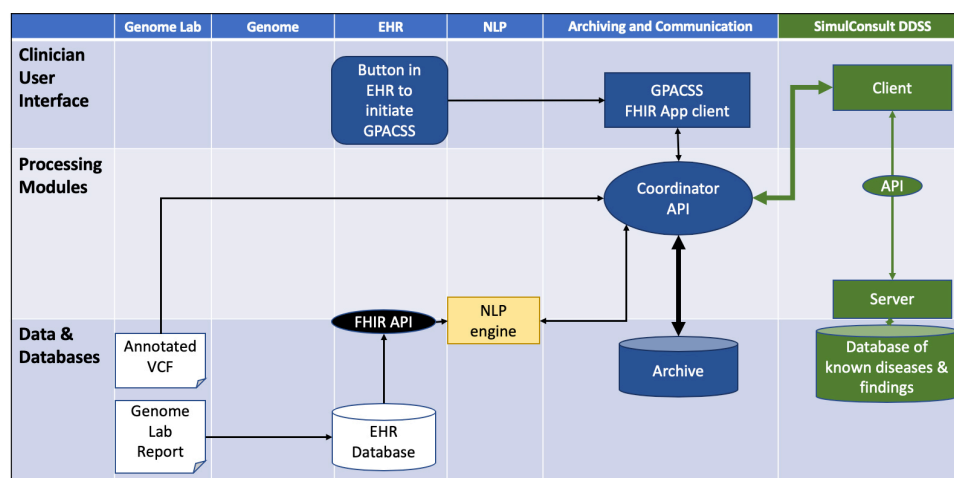 Genome Lab
Genome
EHR
NLP
Archiving and Communication
SimulConsult DDSS
Clinician
User
Interface
Button in
EHR to
initiate
GPACSS
GPACSS
FHIR App client
Client
Processing
Modules
Coordinator
API
API
Server
Data &
Databases
Annotated
VCF
FHIR API
NLP
engine
Archive
Database of
known diseases &
findings
Genome
Lab
Report
EHR
Database